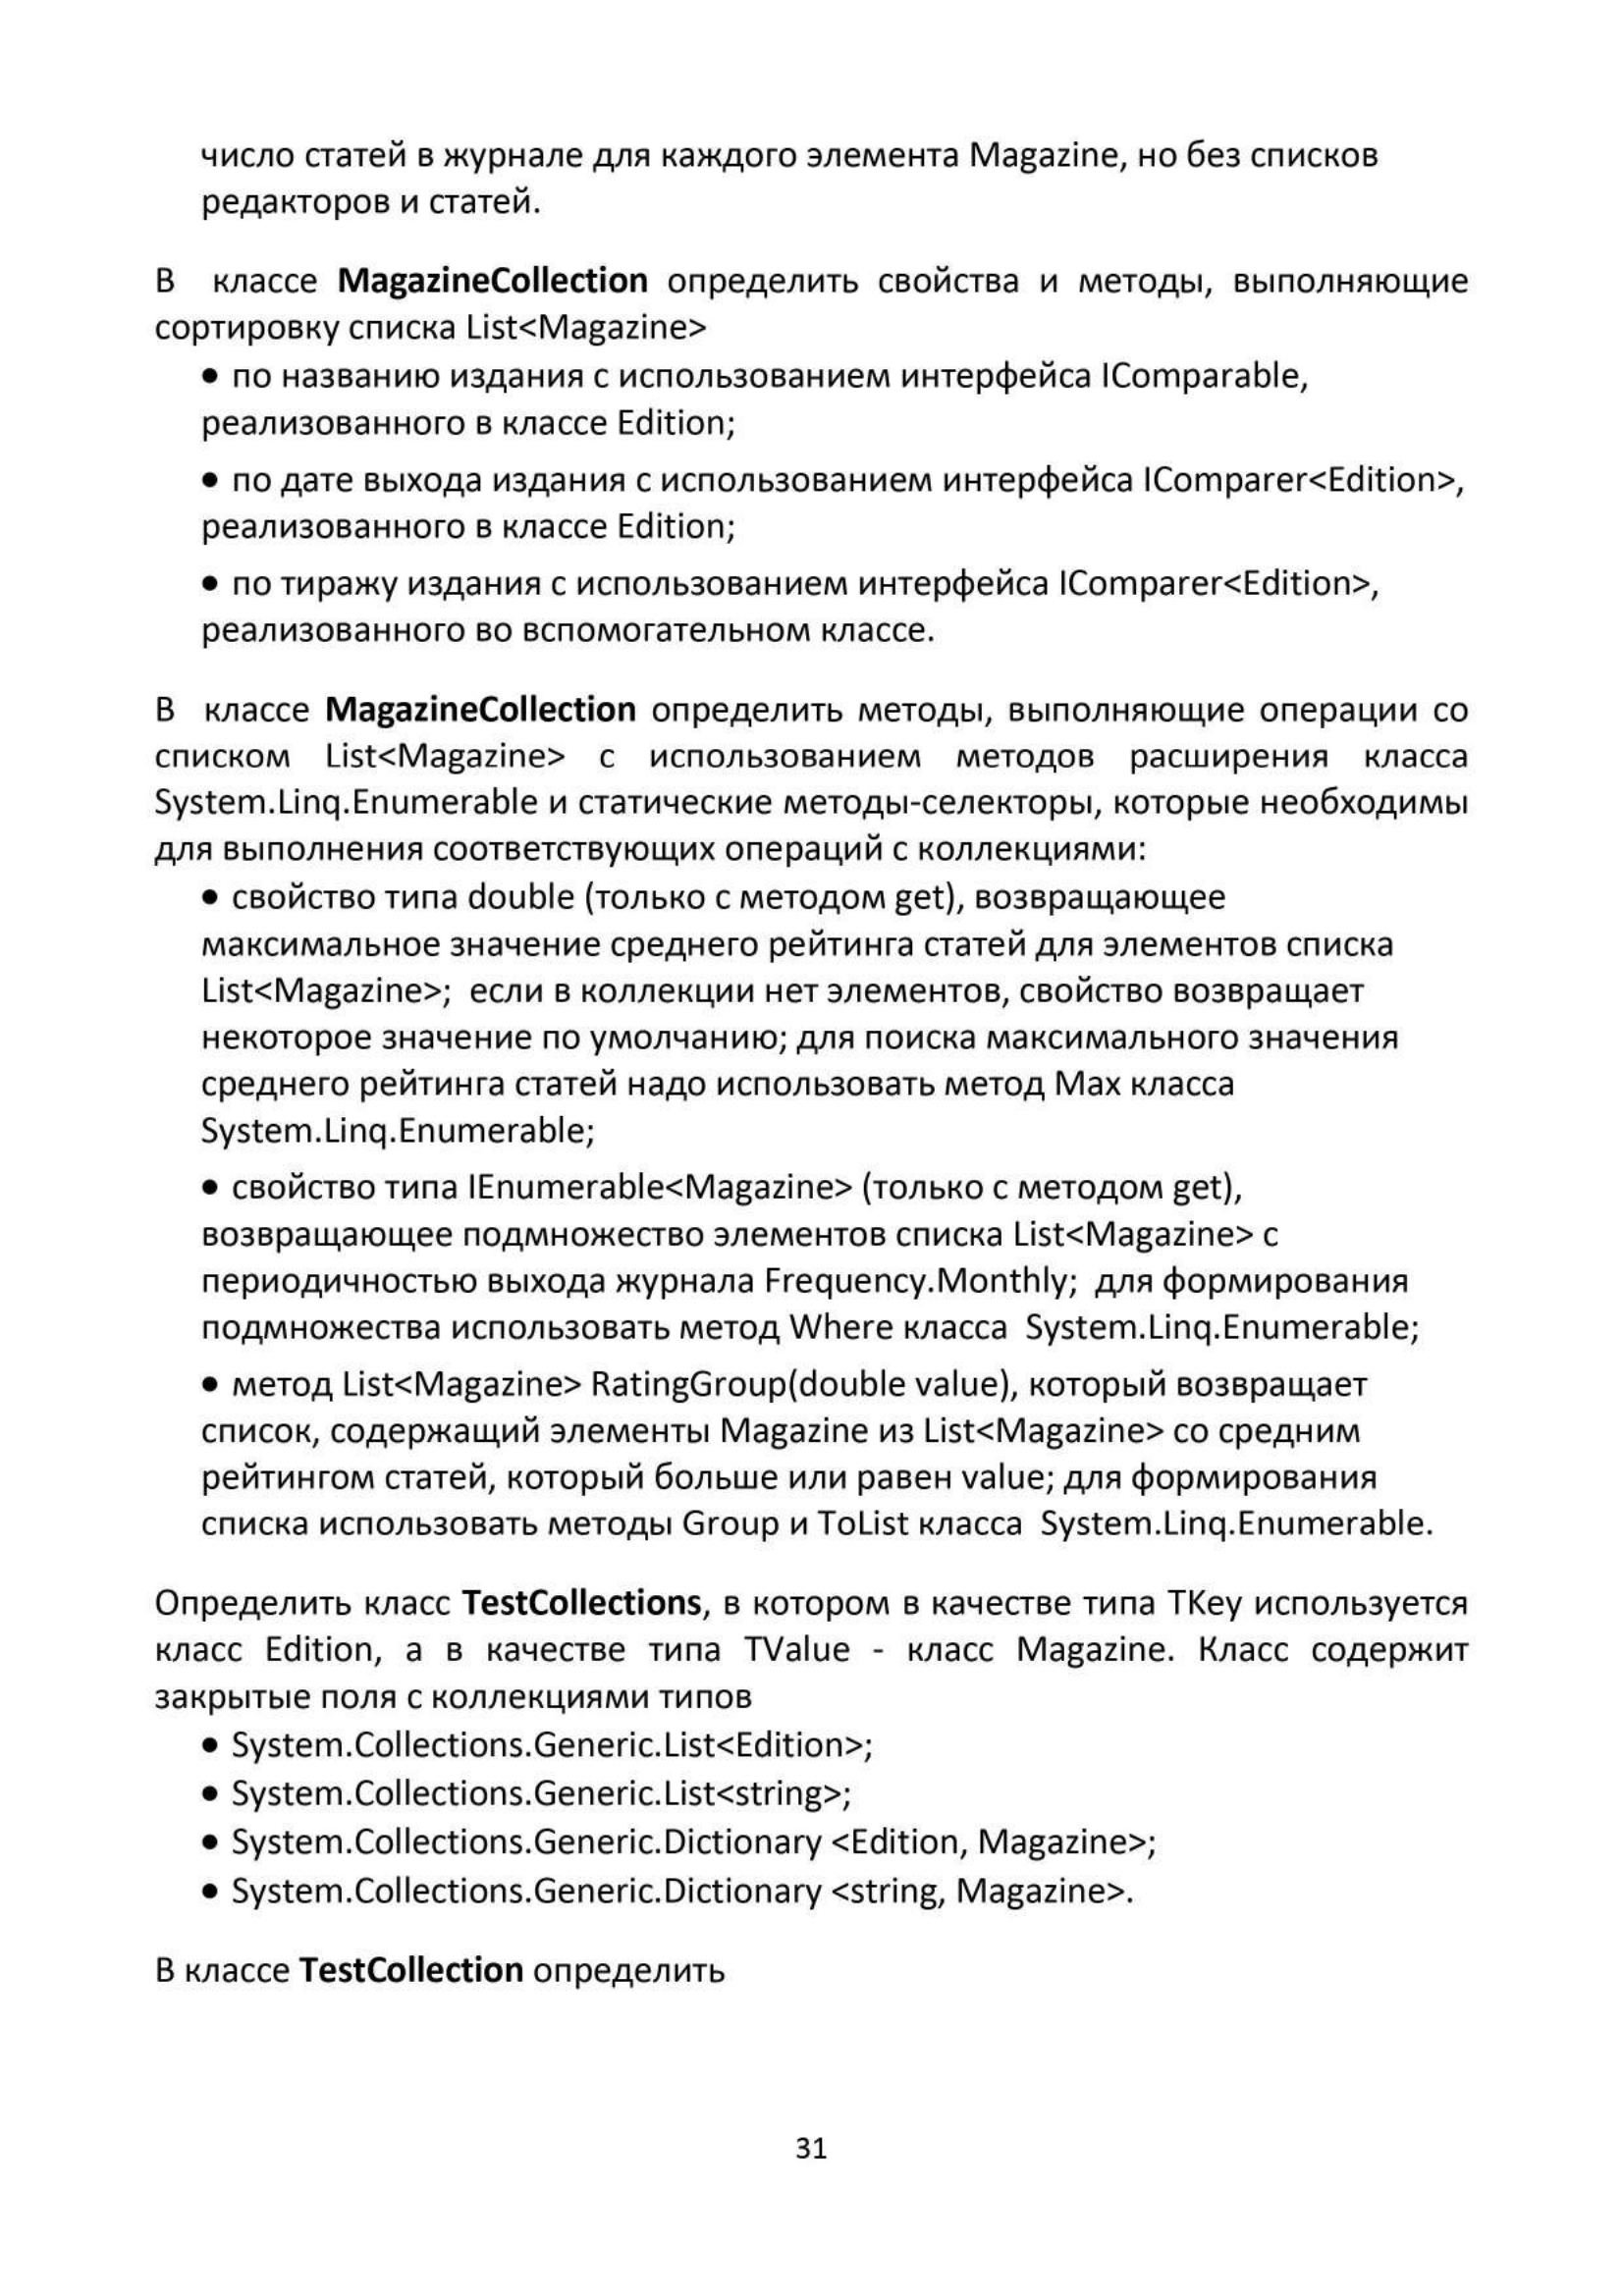 число статей в журнале для каждого элемента Magazine, но без списков
редакторов и статей.
В классе MagazineCollection определить свойства и методы, выполняющие
сортировку списка List<Magazine>
• по названию издания с использованием интерфейса IComparable,
реализованного в классе Edition;
• по дате выхода издания с использованием интерфейса IComparer<Edition>,
реализованного в классе Edition;
• по тиражу издания с использованием интерфейса IComparer<Edition>,
реализованного во вспомогательном классе.
В классе MagazineCollection определить методы, выполняющие операции со
списком List<Magazine> с использованием методов расширения класса
System.Linq.Enumerable и статические методы-селекторы, которые необходимы
для выполнения соответствующих операций с коллекциями:
• свойство типа double (только с методом get), возвращающее
максимальное значение среднего рейтинга статей для элементов списка
List<Magazine>; если в коллекции нет элементов, свойство возвращает
некоторое значение по умолчанию; для поиска максимального значения
среднего рейтинга статей надо использовать метод Max класса
System.Linq.Enumerable;
• свойство типа IEnumerable<Magazine> (только с методом get),
возвращающее подмножество элементов списка List<Magazine> с
периодичностью выхода журнала Frequency.Monthly; для формирования
подмножества использовать метод Where класса System.Linq.Enumerable;
• метод List<Magazine> RatingGroup(double value), который возвращает
список, содержащий элементы Magazine из List<Magazine> со средним
рейтингом статей, который больше или равен value; для формирования
списка использовать методы Group и ToList класса System.Linq.Enumerable.
Определить класс TestCollections, в котором в качестве типа TKey используется
класс Edition, а в качестве типа TValue - класс Magazine. Класс содержит
закрытые поля с коллекциями типов
• System.Collections.Generic.List<Edition>;
• System.Collections.Generic.List<string>;
• System.Collections.Generic.Dictionary <Edition, Magazine>;
• System.Collections.Generic.Dictionary <string, Magazine>.
В классе TestCollection определить
31